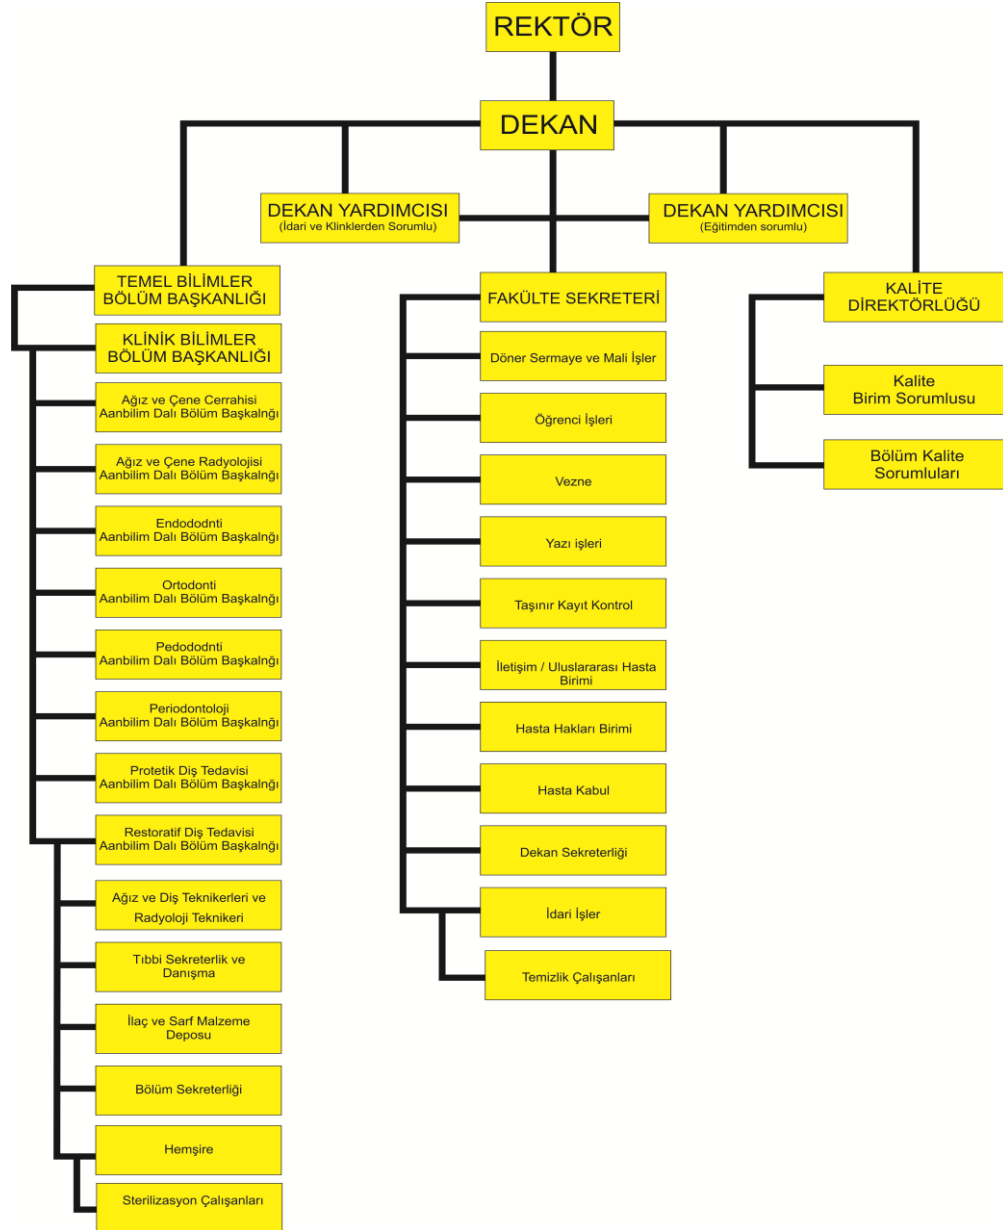 REKTÖR
DEKAN
DEKAN YARDIMCISI
(İdari ve Kliniklerden Sorumlu)
DEKAN YARDIMCISI
(Eğitimden sorumlu)
TEMEL BİLİMLER
BÖLÜM BAŞKANLIĞI
KLİNİK BİLİMLER
BÖLÜM BAŞKANLIĞI
Ağız ve Çene Cerrahisi
Aanbilim Dalı Bölüm Başkalnğı
Ağız ve Çene Radyolojisi
Aanbilim Dalı Bölüm Başkalnğı
Endododnti
Aanbilim Dalı Bölüm Başkalnğı
Ortodonti
Aanbilim Dalı Bölüm Başkalnğı
Pedododnti
Aanbilim Dalı Bölüm Başkalnğı
Periodontoloji
Aanbilim Dalı Bölüm Başkalnğı
Protetik Diş Tedavisi
Aanbilim Dalı Bölüm Başkalnğı
Restoratif Diş Tedavisi
Aanbilim Dalı Bölüm Başkalnğı
Ağız ve Diş Teknikerleri ve
Radyoloji Teknikeri
Tıbbi Sekreterlik ve
Danışma
İlaç ve Sarf Malzeme
Deposu
Bölüm Sekreterliği
Hemşire
Sterilizasyon Çalışanları
FAKÜLTE SEKRETERİ
Döner Sermaye ve Mali İşler
Öğrenci İşleri
Vezne
Yazı işleri
Taşınır Kayıt Kontrol
İletişim / Uluslararası Hasta
Birimi
Hasta Hakları Birimi
Hasta Kabul
Dekan Sekreterliği
İdari İşler
Temizlik Çalışanları
KALİTE
DİREKTÖRLÜĞÜ
Kalite
Birim Sorumlusu
Bölüm Kalite
Sorumluları